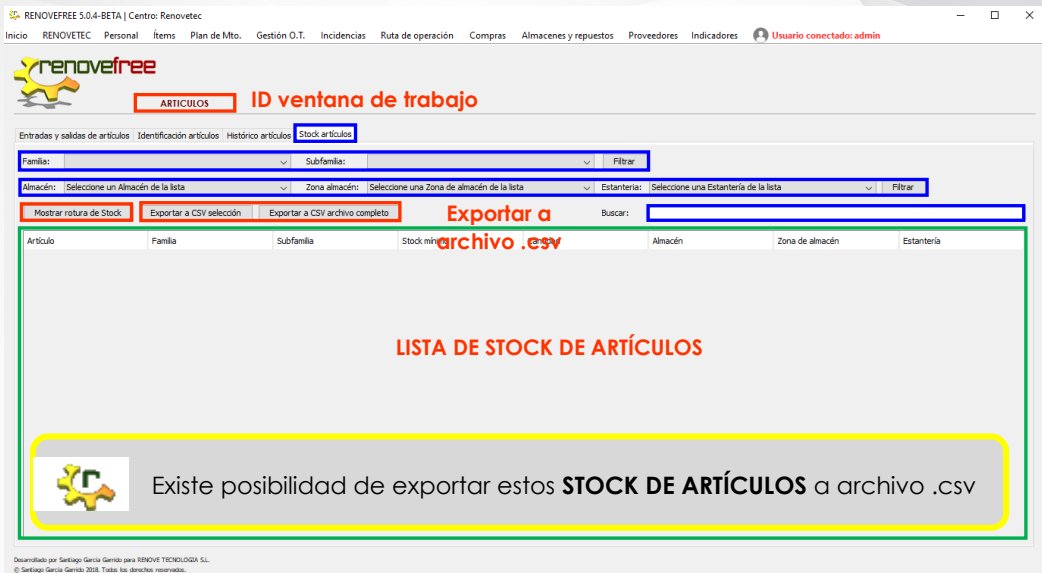 RENOVEFREE 5.0.4-BETA | Centro: Renovetec
Inicio RENOVETEC Personal Ítems Plan de Mto. Gestión O.T. Incidencias Ruta de operación Compras Almacenes y repuestos Proveedores Indicadores Usuario conectado: admin
renovefree
ARTICULOS ID ventana de trabajo
Entradas y salidas de artículos Identificación artículos Histórico artículos Stock artículos
Familia: Subfamilia: Filtrar
Almacén: Seleccione un Almacén de la lista Zona almacén: Seleccione una Zona de almacén de la lista Estanteria: Seleccione una Estantería de la lista Filtrar
Mostrar rotura de Stock Exportar a CSV selección Exportar a CSV archivo completo Exportar a Buscar:
archivo .csv
Artículo Familia Subfamilia Stock mínimo Cantidad Almacén Zona de almacén Estantería
LISTA DE STOCK DE ARTÍCULOS
r
Existe posibilidad de exportar estos STOCK DE ARTÍCULOS a archivo .csv
Desarrollado por Santiago Garcia Garrido para RENOVE TECNOLOGIA S.L.
© Santiago Garcia Garrido 2018. Todos los derechos reservados.